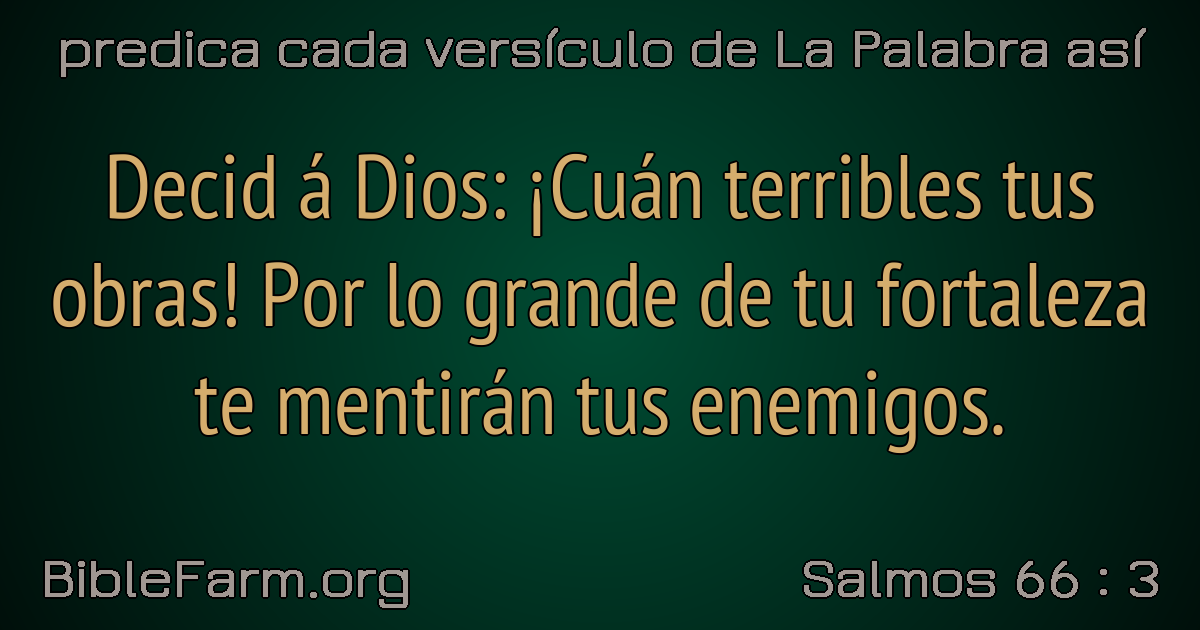 predica cada versículo de La Palabra así
Decid á Dios: ¡Cuán terribles tus
obras! Por lo grande de tu fortaleza
te mentirán tus enemigos.
BibleFarm.org
Salmos 66 : 3